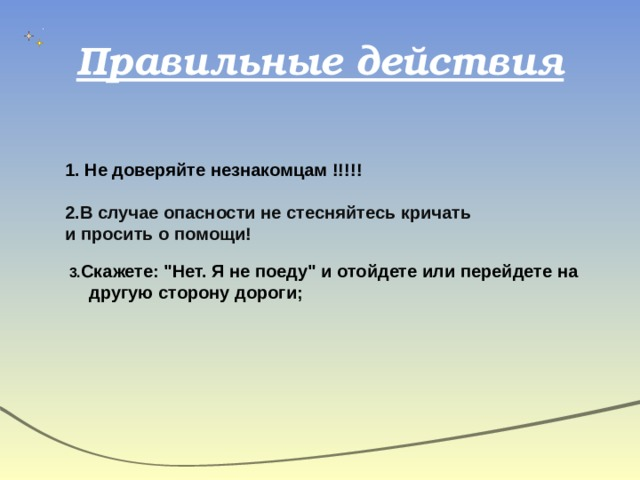 Правильные действия
1. Не доверяйте незнакомцам !!!!!
2.В случае опасности не стесняйтесь кричать
и просить о помощи!
3.Скажете: "Нет. Я не поеду" и отойдете или перейдете на
другую сторону дороги;